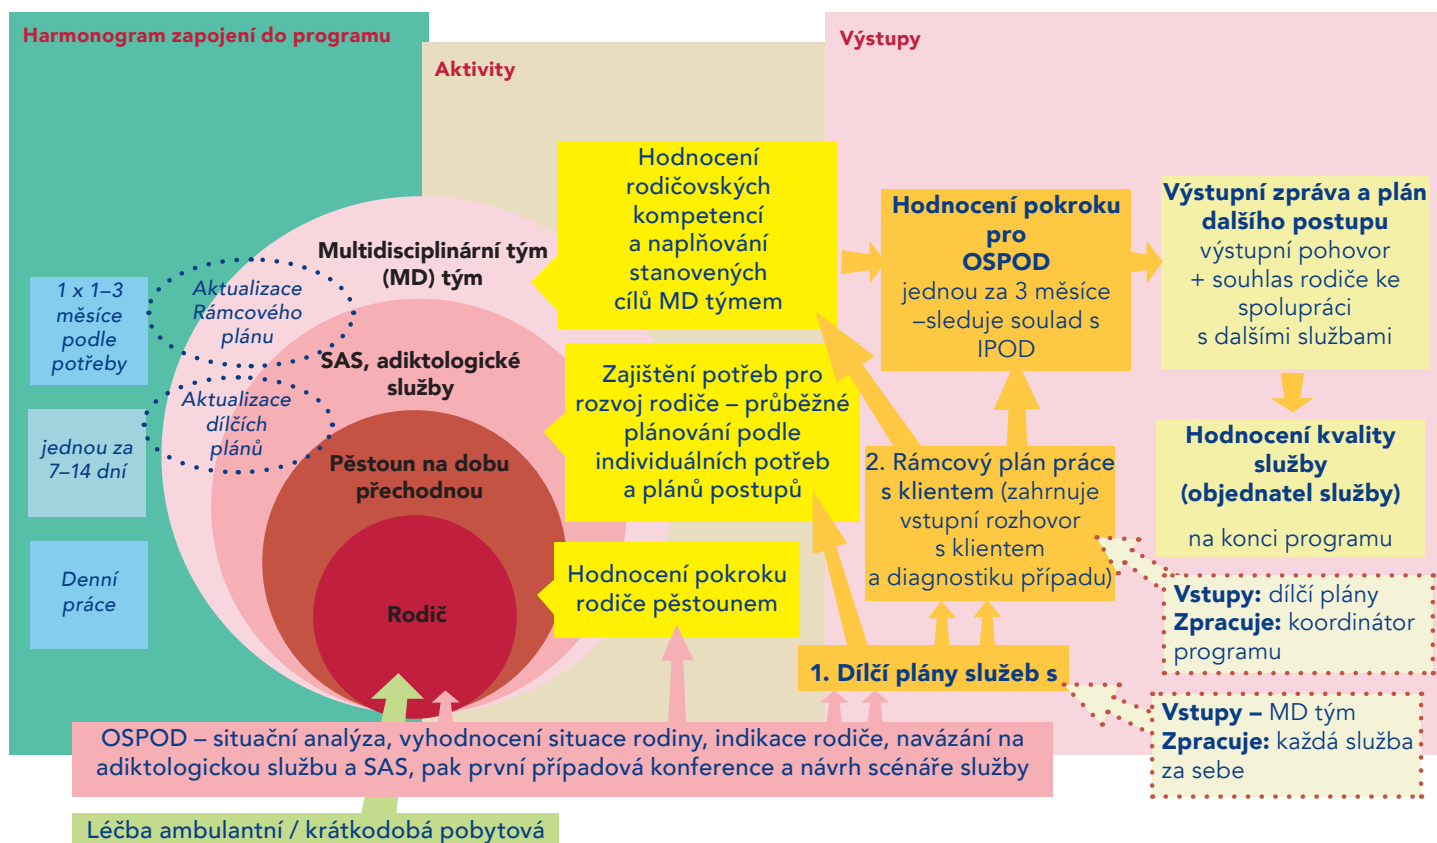 Harmonogram zapojení do programu
Aktivity
Výstupy
Hodnocení
rodičovských
kompetencí
a naplňování
stanovených
cílů MD týmem
Hodnocení pokroku
pro
OSPOD
jednou za 3 měsíce
–sleduje soulad s
IPOD
Výstupní zpráva a plán
dalšího postupu
výstupní pohovor
+ souhlas rodiče ke
spolupráci
s dalšími službami
Multidisciplinární tým
(MD) tým
1 x 1–3
měsíce
podle
potřeby
Aktualizace
Rámcového
plánu
SAS, adiktologické
služby
Zajištění potřeb pro
rozvoj rodiče – průběžné
plánování podle
individuálních potřeb
a plánů postupů
Aktualizace
dílčích
plánů
jednou za
7–14 dní
Pěstoun na dobu
přechodnou
2. Rámcový plán práce
s klientem (zahrnuje
vstupní rozhovor
s klientem
a diagnostiku případu)
Hodnocení kvality
služby
(objednatel služby)
na konci programu
Denní
práce
Rodič
Hodnocení pokroku
rodiče pěstounem
Vstupy: dílčí plány
Zpracuje: koordinátor
programu
1. Dílčí plány služeb s
Vstupy – MD tým
Zpracuje: každá služba
za sebe
OSPOD – situační analýza, vyhodnocení situace rodiny, indikace rodiče, navázání na
adiktologickou službu a SAS, pak první případová konference a návrh scénáře služby
Léčba ambulantní / krátkodobá pobytová